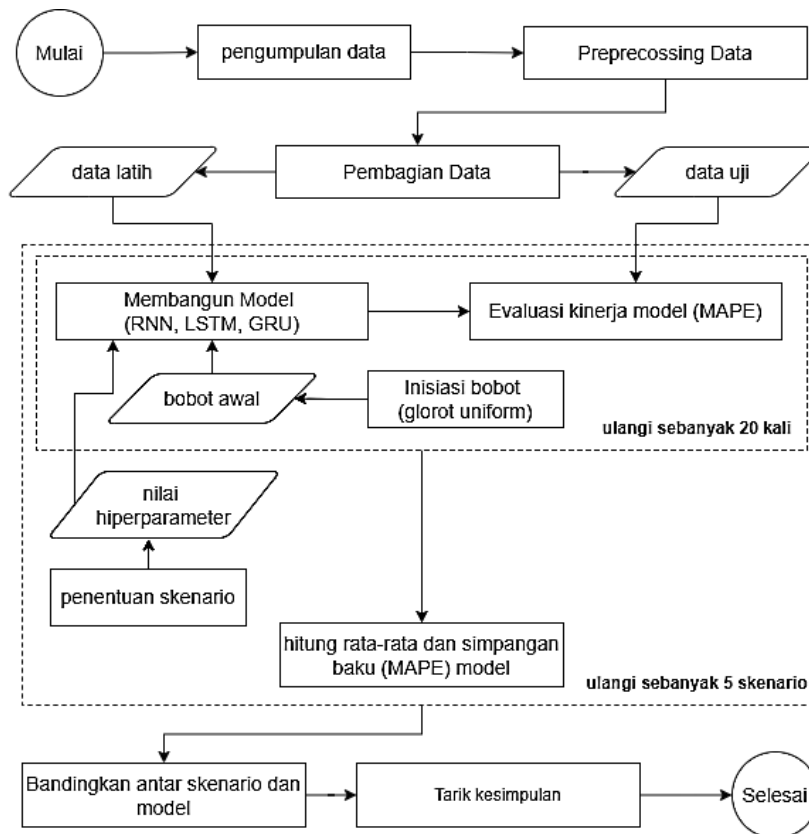 Mulai
pengumpulan data
Preprecossing Data
data latih
Pembagian Data
data uji
Membangun Model
(RNN, LSTM, GRU)
Evaluasi kinerja model (MAPE)
bobot awal
Inisiasi bobot
(glorot uniform)
ulangi sebanyak 20 kali
nilai
hiperparameter
penentuan skenario
hitung rata-rata dan simpangan
baku (MAPE) model
ulangi sebanyak 5 skenario
Bandingkan antar skenario dan
model
Tarik kesimpulan
Selesai